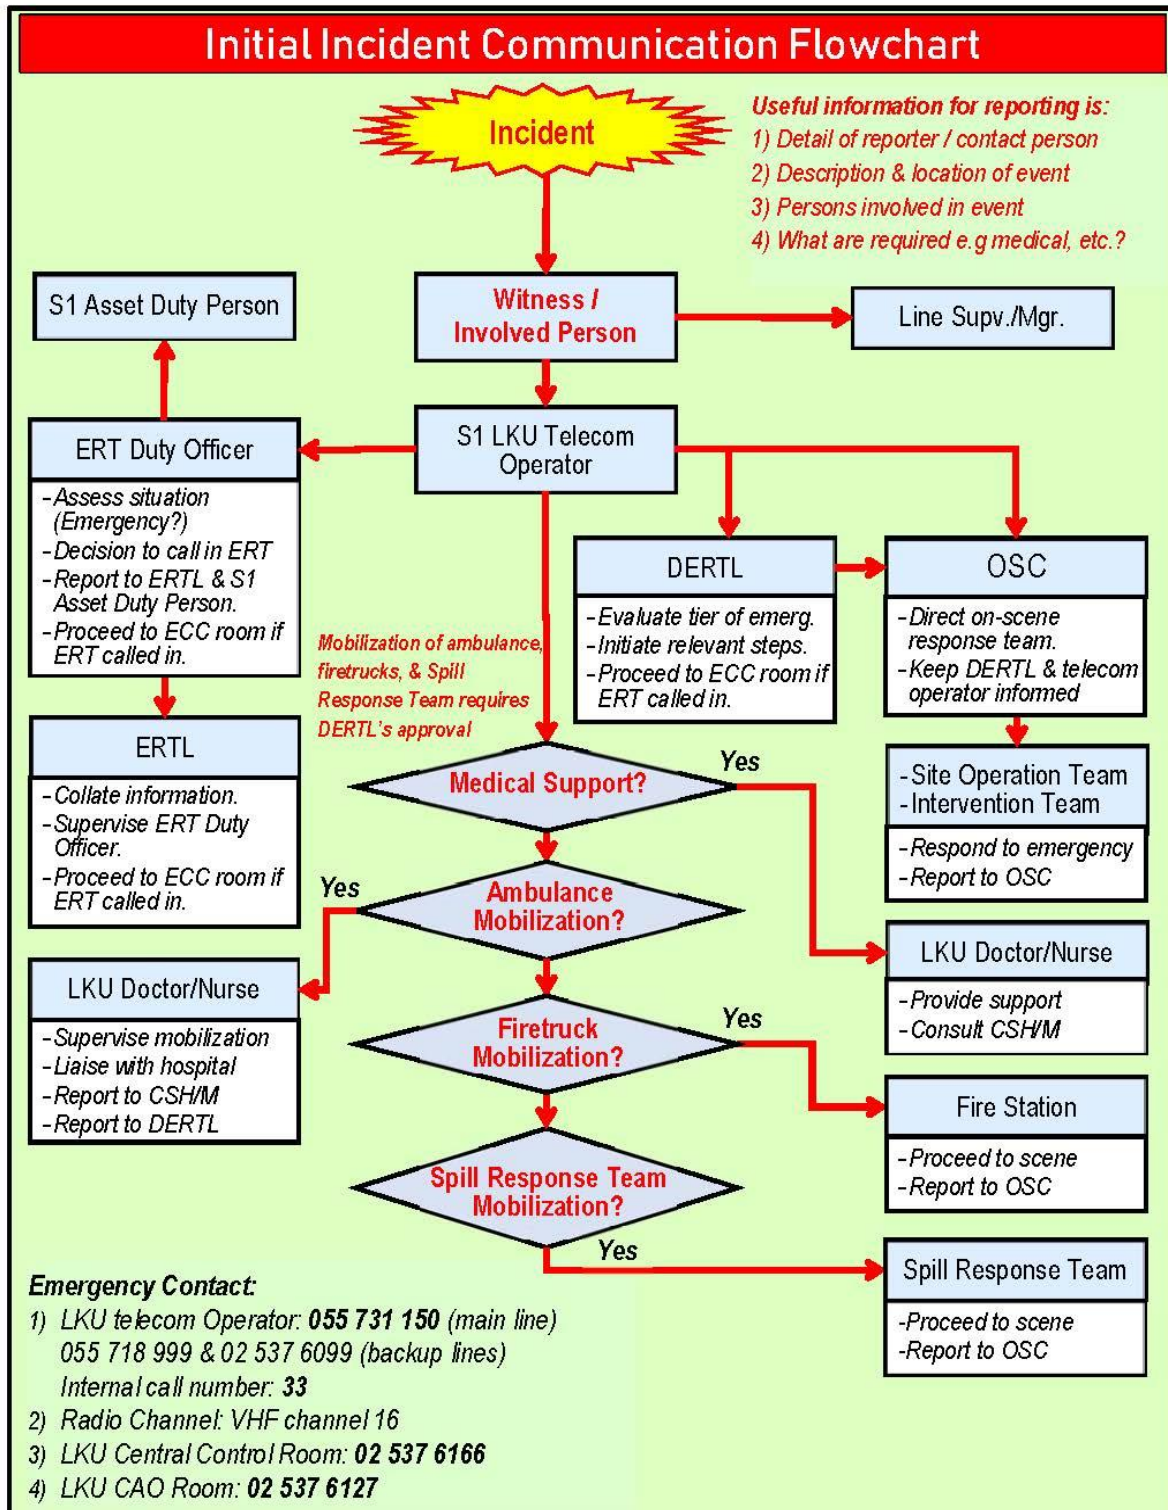 Initial Incident Communication Flowchart
Incident
Useful information for reporting is:
1) Detail of reporter / contact person
2) Description & location of event
3) Persons involved in event
4) What are required e.g medical, etc.?
S1 Asset Duty Person
Witness /
Involved Person
Line Supv./Mgr.
ERT Duty Officer
-Assess situation
(Emergency?)
-Decision to call in ERT
-Report to ERTL & S1
Asset Duty Person.
-Proceed to ECC room if
ERT called in.
S1 LKU Telecom
Operator
DERTL
-Evaluate tier of emerg.
-Initiate relevant steps.
-Proceed to ECC room if
ERT called in.
OSC
-Direct on-scene
response team.
-Keep DERTL & telecom
operator informed
Mobilization of ambulance,
firetrucks, & Spill
Response Team requires
DERTL's approval
ERTL
-Collate information.
-Supervise ERT Duty
Officer.
-Proceed to ECC room if
ERT called in.
Medical Support?
Yes
-Site Operation Team
-Intervention Team
-Respond to emergency
-Report to OSC
Yes
Ambulance
Mobilization?
LKU Doctor/Nurse
-Supervise mobilization
-Liaise with hospital
-Report to CSH/M
-Report to DERTL
LKU Doctor/Nurse
-Provide support
-Consult CSH/M
Firetruck
Mobilization?
Yes
Fire Station
-Proceed to scene
-Report to OSC
Spill Response Team
Mobilization?
Yes
Spill Response Team
-Proceed to scene
-Report to OSC
Emergency Contact:
1) LKU telecom Operator: 055 731 150 (main line)
055 718 999 & 02 537 6099 (backup lines)
Internal call number: 33
2) Radio Channel: VHF channel 16
3) LKU Central Control Room: 02 537 6166
4) LKU CAO Room: 02 537 6127